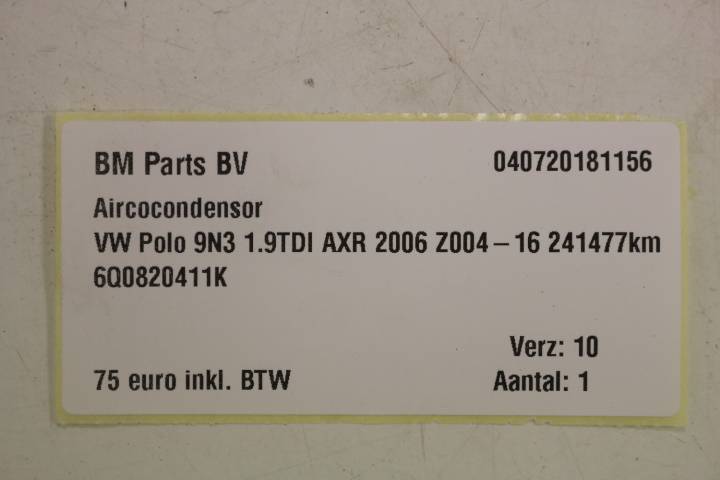 BM Parts BV 040720181156
Aircocondensor
VW Polo 9N3 1.9TDI AXR 2006 Z004-16 241477km
6Q0820411K
Verz: 10
75 euro inkl. BTW Aantal: 1